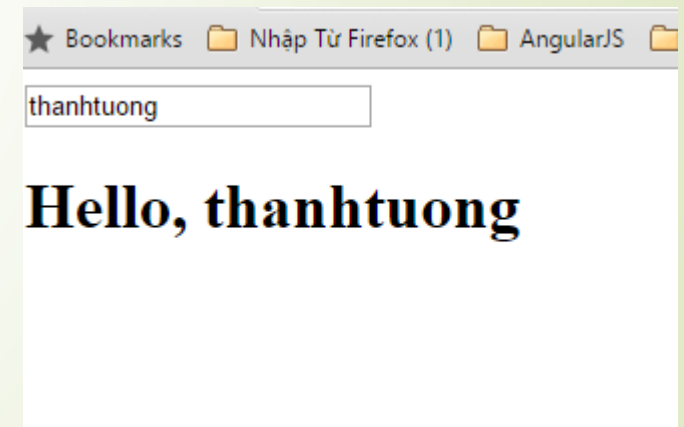 Bookmarks Nhập Từ Firefox (1) AngularJS
thanhtuong
Hello, thanhtuong